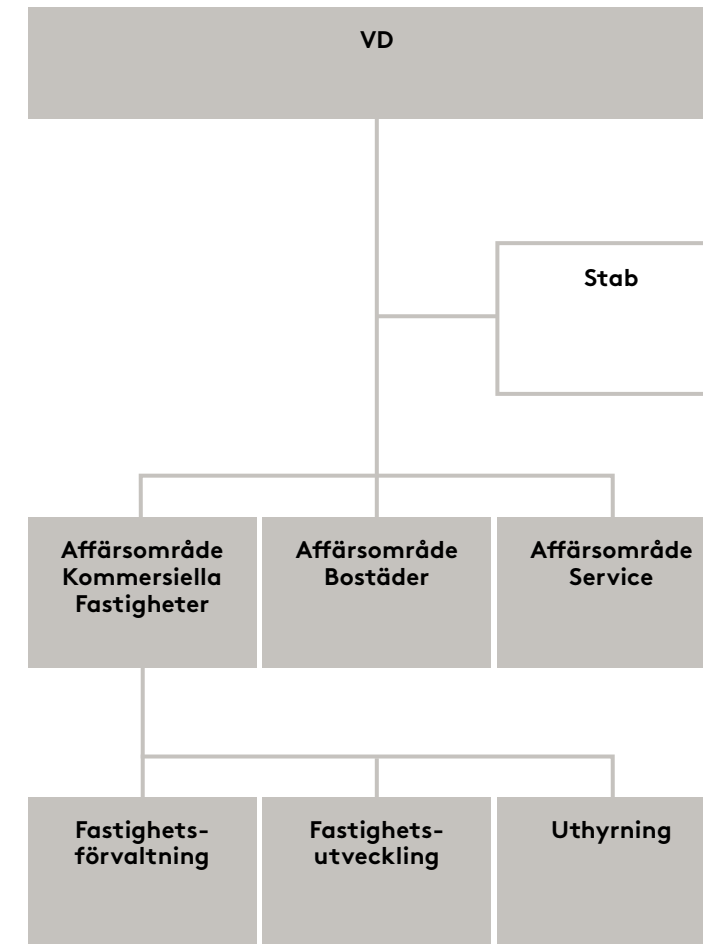 VD
Stab
Affärsområde
Kommersiella
Fastigheter
Affärsområde
Bostäder
Affärsområde
Service
Fastighets-
förvaltning
Fastighets-
utveckling
Uthyrning